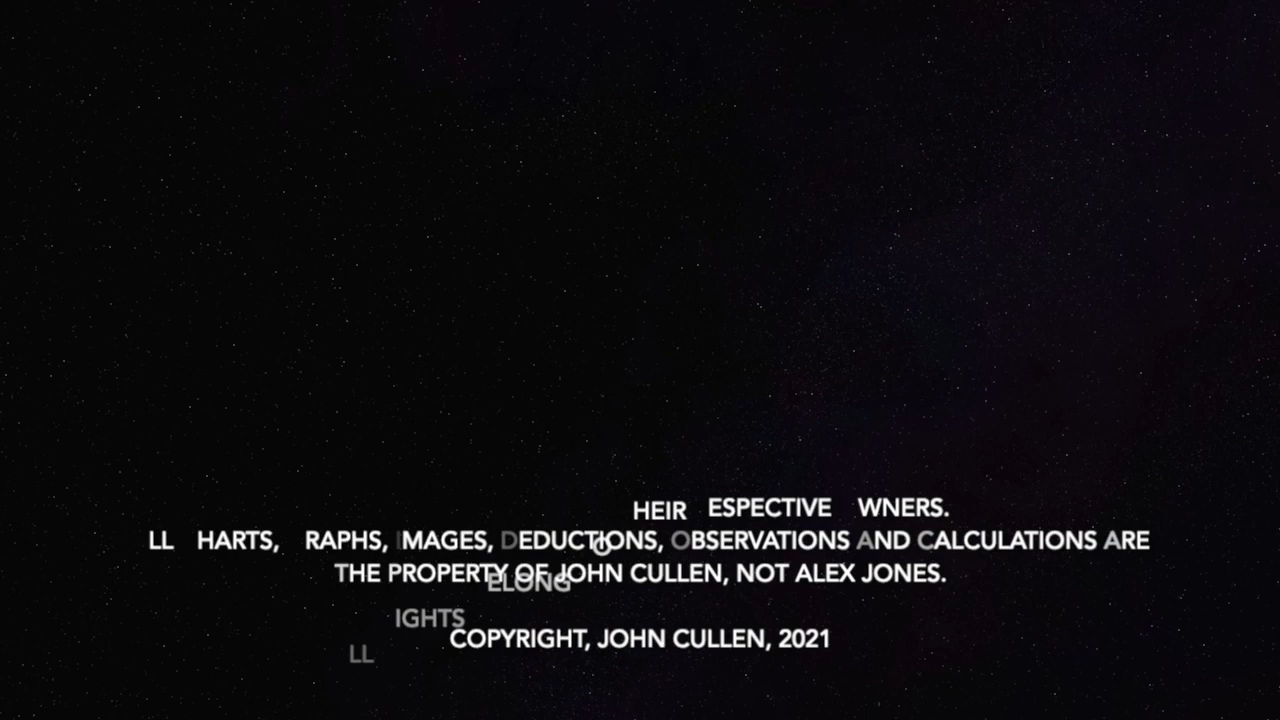 HEIR ESPECTIVE WNERS.
LL HARTS, RAPHS, IMAGES, DEDUCTIONS, OBSERVATIONS AND CALCULATIONS ARE
O
THE PROPERTY OF JOHN CULLEN, NOT ALEX JONES.
ELONG
IGHTS
COPYRIGHT, JOHN CULLEN, 2021
LL